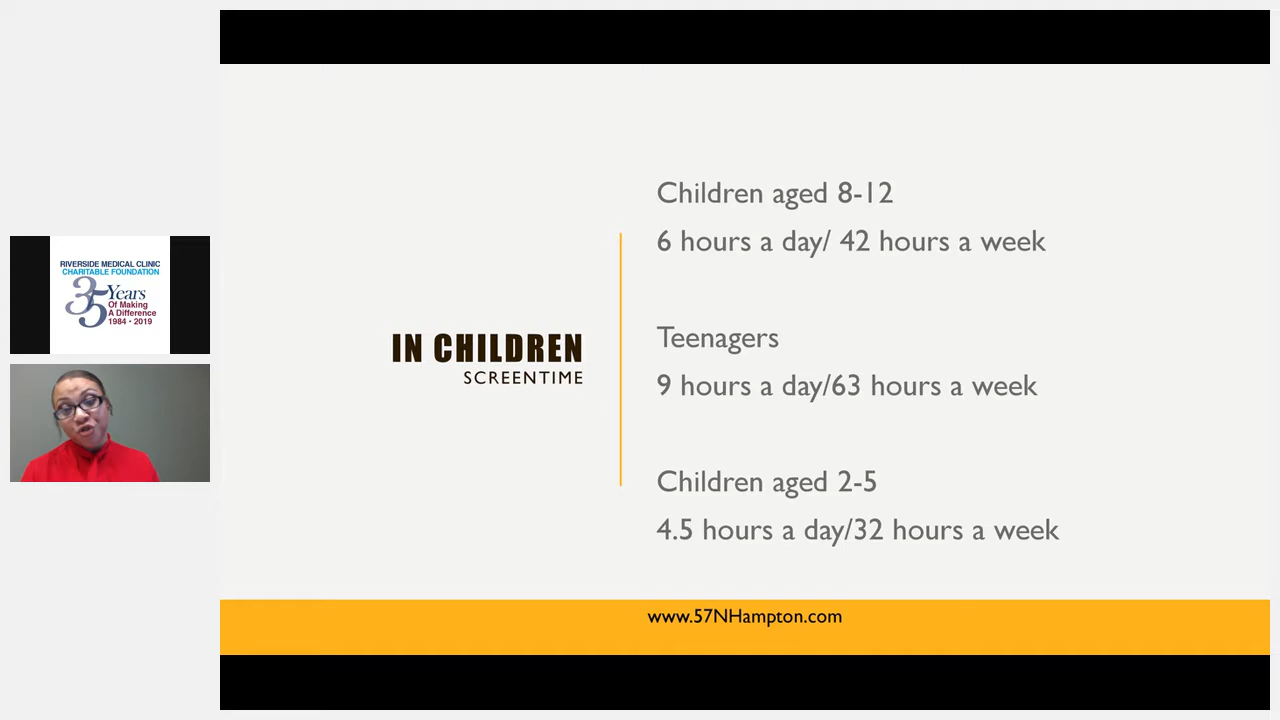 RIVERSIDE MEDICAL CLINIC
CHARITABLE FOUNDATION
35 Years
Of Making
A Difference
1984 • 2019
IN CHILDREN
SCREENTIME
Children aged 8-12
6 hours a day/ 42 hours a week
Teenagers
9 hours a day/63 hours a week
Children aged 2-5
4.5 hours a day/32 hours a week
www.57NHampton.com